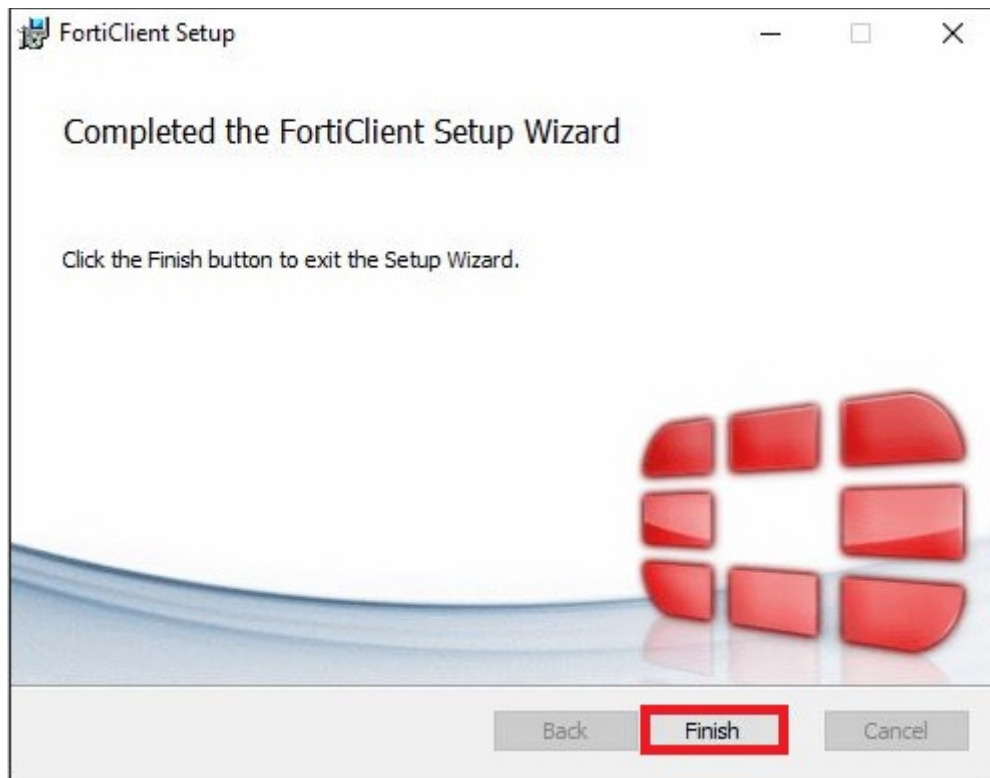 FortiClient Setup
Completed the FortiClient Setup Wizard
Click the Finish button to exit the Setup Wizard.
Back Finish Cancel